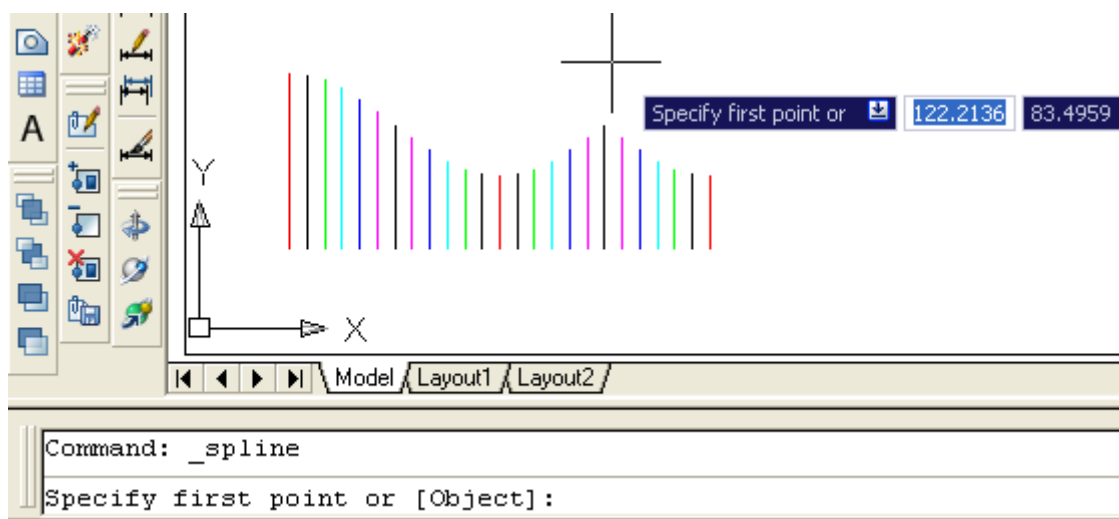 A
Specify first point or 122.2136 83.4959
Y
X
Model Layout1 Layout2
Command: _spline
Specify first point or [Object]: